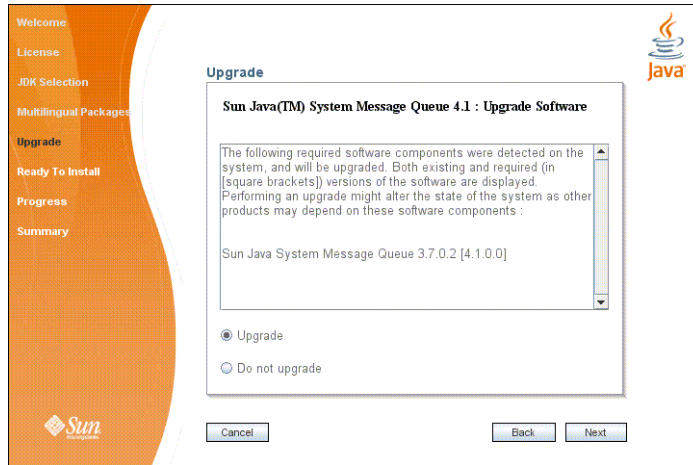 Welcome
License
JDK Selection
Multilingual Packages
Upgrade
Ready To Install
Progress
Summary
Sun
Java
Upgrade
Sun Java(TM) System Message Queue 4.1 : Upgrade Software
The following required software components were detected on the
system, and will be upgraded. Both existing and required (in
[square brackets]) versions of the software are displayed.
Performing an upgrade might alter the state of the system as other
products may depend on these software components :
Sun Java System Message Queue 3.7.0.2 [4.1.0.0]
Upgrade
Do not upgrade
Cancel
Back
Next